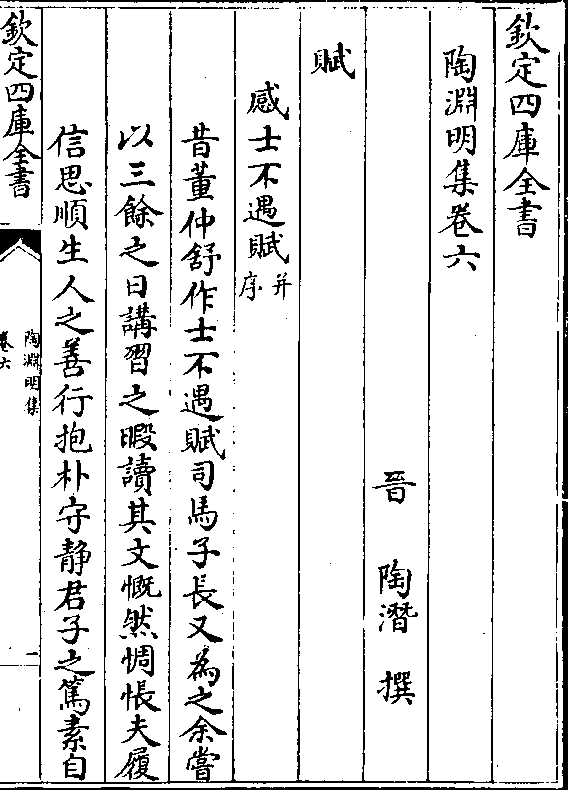 欽定四庫全書
陶淵明集卷六
晉　陶潛　撰
賦
感士不遇賦并序
昔董仲舒作士不遇賦司馬子長又為之余嘗
以三餘之日講習之暇讀其文慨然惆悵夫履
信思順生人之善行抱朴守静君子之篤素自
欽定四庫全書
陶淵明集
卷六
一